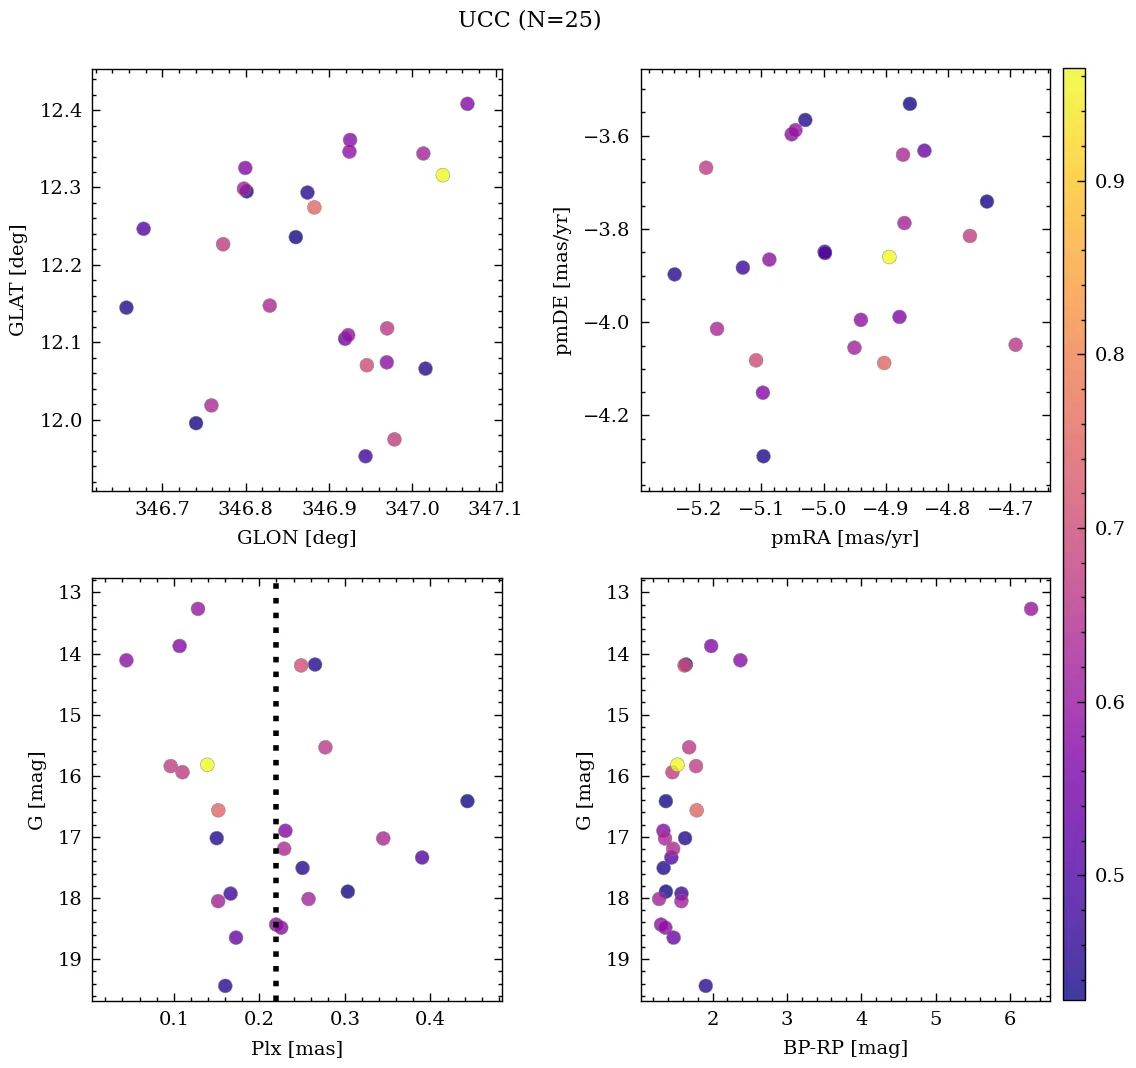 UCC (N=25)
12.4
12.3
12.2
12.1
12.0
GLAT [deg]
346.7 346.8 346.9 347.0 347.1
GLON [deg]
−3.6
−3.8
−4.0
−4.2
pmDE [mas/yr]
−5.2 −5.1 −5.0 −4.9 −4.8 −4.7
pmRA [mas/yr]
13
14
15
16
17
18
19
G [mag]
0.1 0.2 0.3 0.4
Plx [mas]
13
14
15
16
17
18
19
G [mag]
2 3 4 5 6
BP-RP [mag]
0.9
0.8
0.7
0.6
0.5